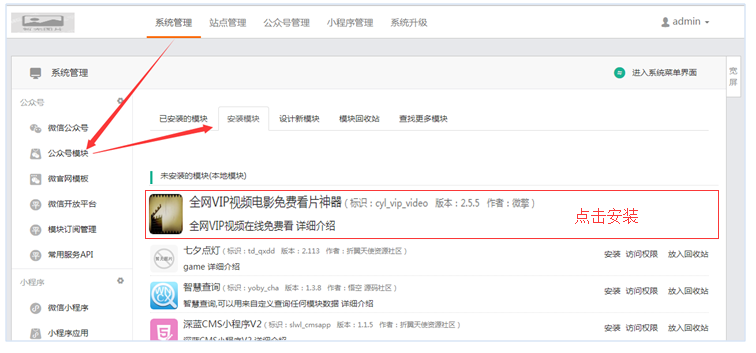 系统管理 站点管理 公众号管理 小程序管理 系统升级 admin
系统管理 进入系统菜单界面 宽屏
公众号
微信公众号
公众号模块
微官网模板
微信开放平台
模块订阅管理
常用服务API
小程序
微信小程序
小程序应用
已安装的模块 安装模块 设计新模块 模块回收站 查找更多模块
未安装的模块(本地模块)
全网VIP视频电影免费看片神器 ( 标识：cyl_vip_video 版本：2.5.5 作者：微擎 )
全网VIP视频在线免费看 详细介绍
点击安装
七夕点灯 ( 标识：td_qxdd 版本：2.113 作者：折翼天使资源社区 )
game 详细介绍
安装 访问权限 放入回收站
智慧查询 ( 标识：yoby_cha 版本：1.3.8 作者：悟空 源码社区 )
智慧查询,可以用来自定义查询任何模块数据 详细介绍
安装 访问权限 放入回收站
深蓝CMS小程序V2 ( 标识：slwl_cmsapp 版本：1.1.5 作者：折翼天使资源社区 )
深蓝CMS小程序V2 详细介绍
安装 访问权限 放入回收站